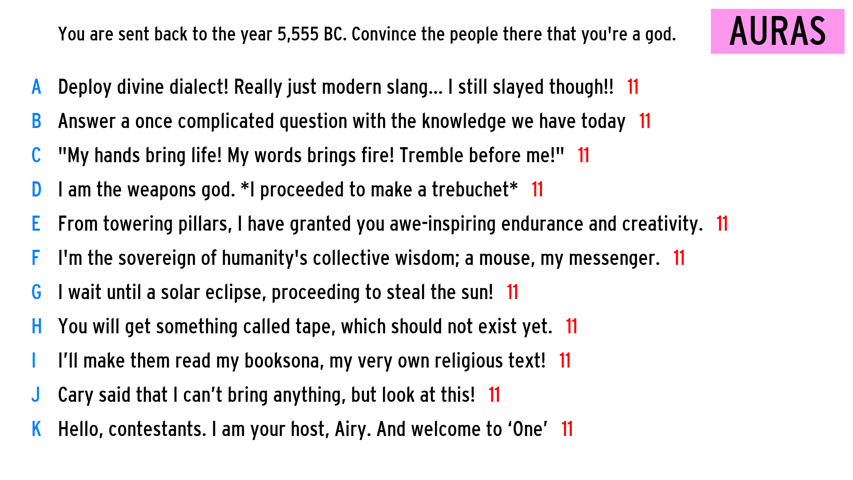 You are sent back to the year 5,555 BC. Convince the people there that you're a god.
AURAS
A Deploy divine dialect! Really just modern slang... I still slayed though!! 11
B Answer a once complicated question with the knowledge we have today 11
C "My hands bring life! My words brings fire! Tremble before me!" 11
D I am the weapons god. *I proceeded to make a trebuchet* 11
E From towering pillars, I have granted you awe-inspiring endurance and creativity. 11
F I'm the sovereign of humanity's collective wisdom; a mouse, my messenger. 11
G I wait until a solar eclipse, proceeding to steal the sun! 11
H You will get something called tape, which should not exist yet. 11
I I’ll make them read my booksona, my very own religious text! 11
J Cary said that I can’t bring anything, but look at this! 11
K Hello, contestants. I am your host, Airy. And welcome to ‘One’ 11